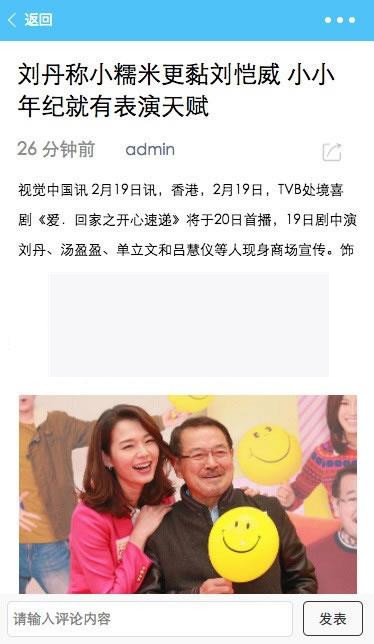 返回
刘丹称小糯米更黏刘恺威 小小
年纪就有表演天赋
26 分钟前 admin
视觉中国讯 2月19日讯，香港，2月19日，TVB处境喜
剧《爱．回家之开心速递》将于20日首播，19日剧中演
刘丹、汤盈盈、单立文和吕慧仪等人现身商场宣传。饰
请输入评论内容
发表